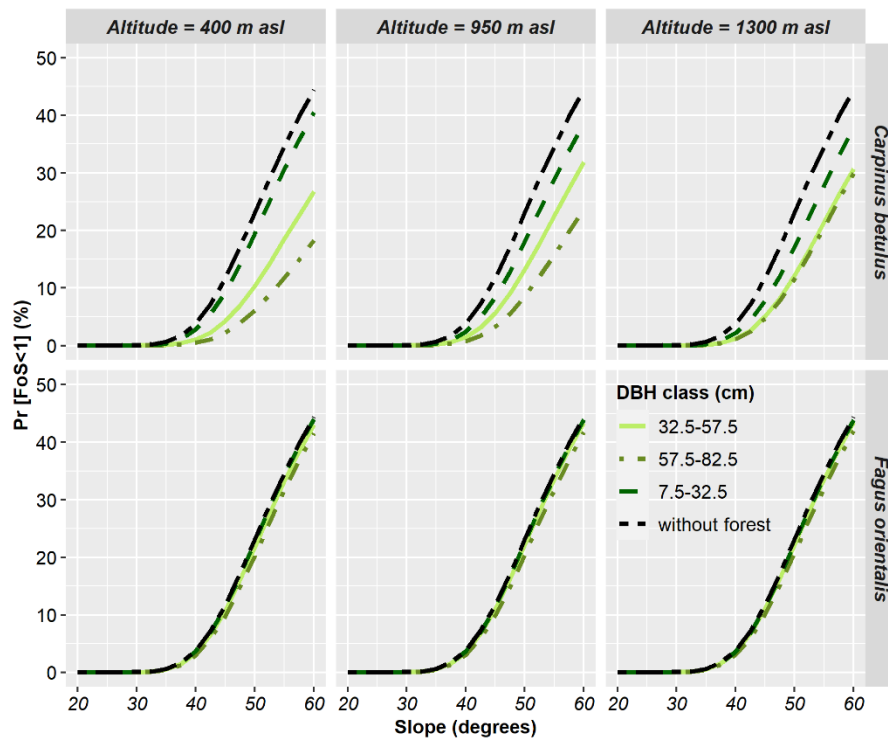 Altitude = 400 m asl
Altitude = 950 m asl
Altitude = 1300 m asl
50
40
30
20
10
0
Carpinus betulus
Pr [FoS<1] (%)
50
40
30
20
10
0
DBH class (cm)
32.5-57.5
57.5-82.5
7.5-32.5
without forest
Fagus orientalis
20 30 40 50 60
20 30 40 50 60
20 30 40 50 60
Slope (degrees)